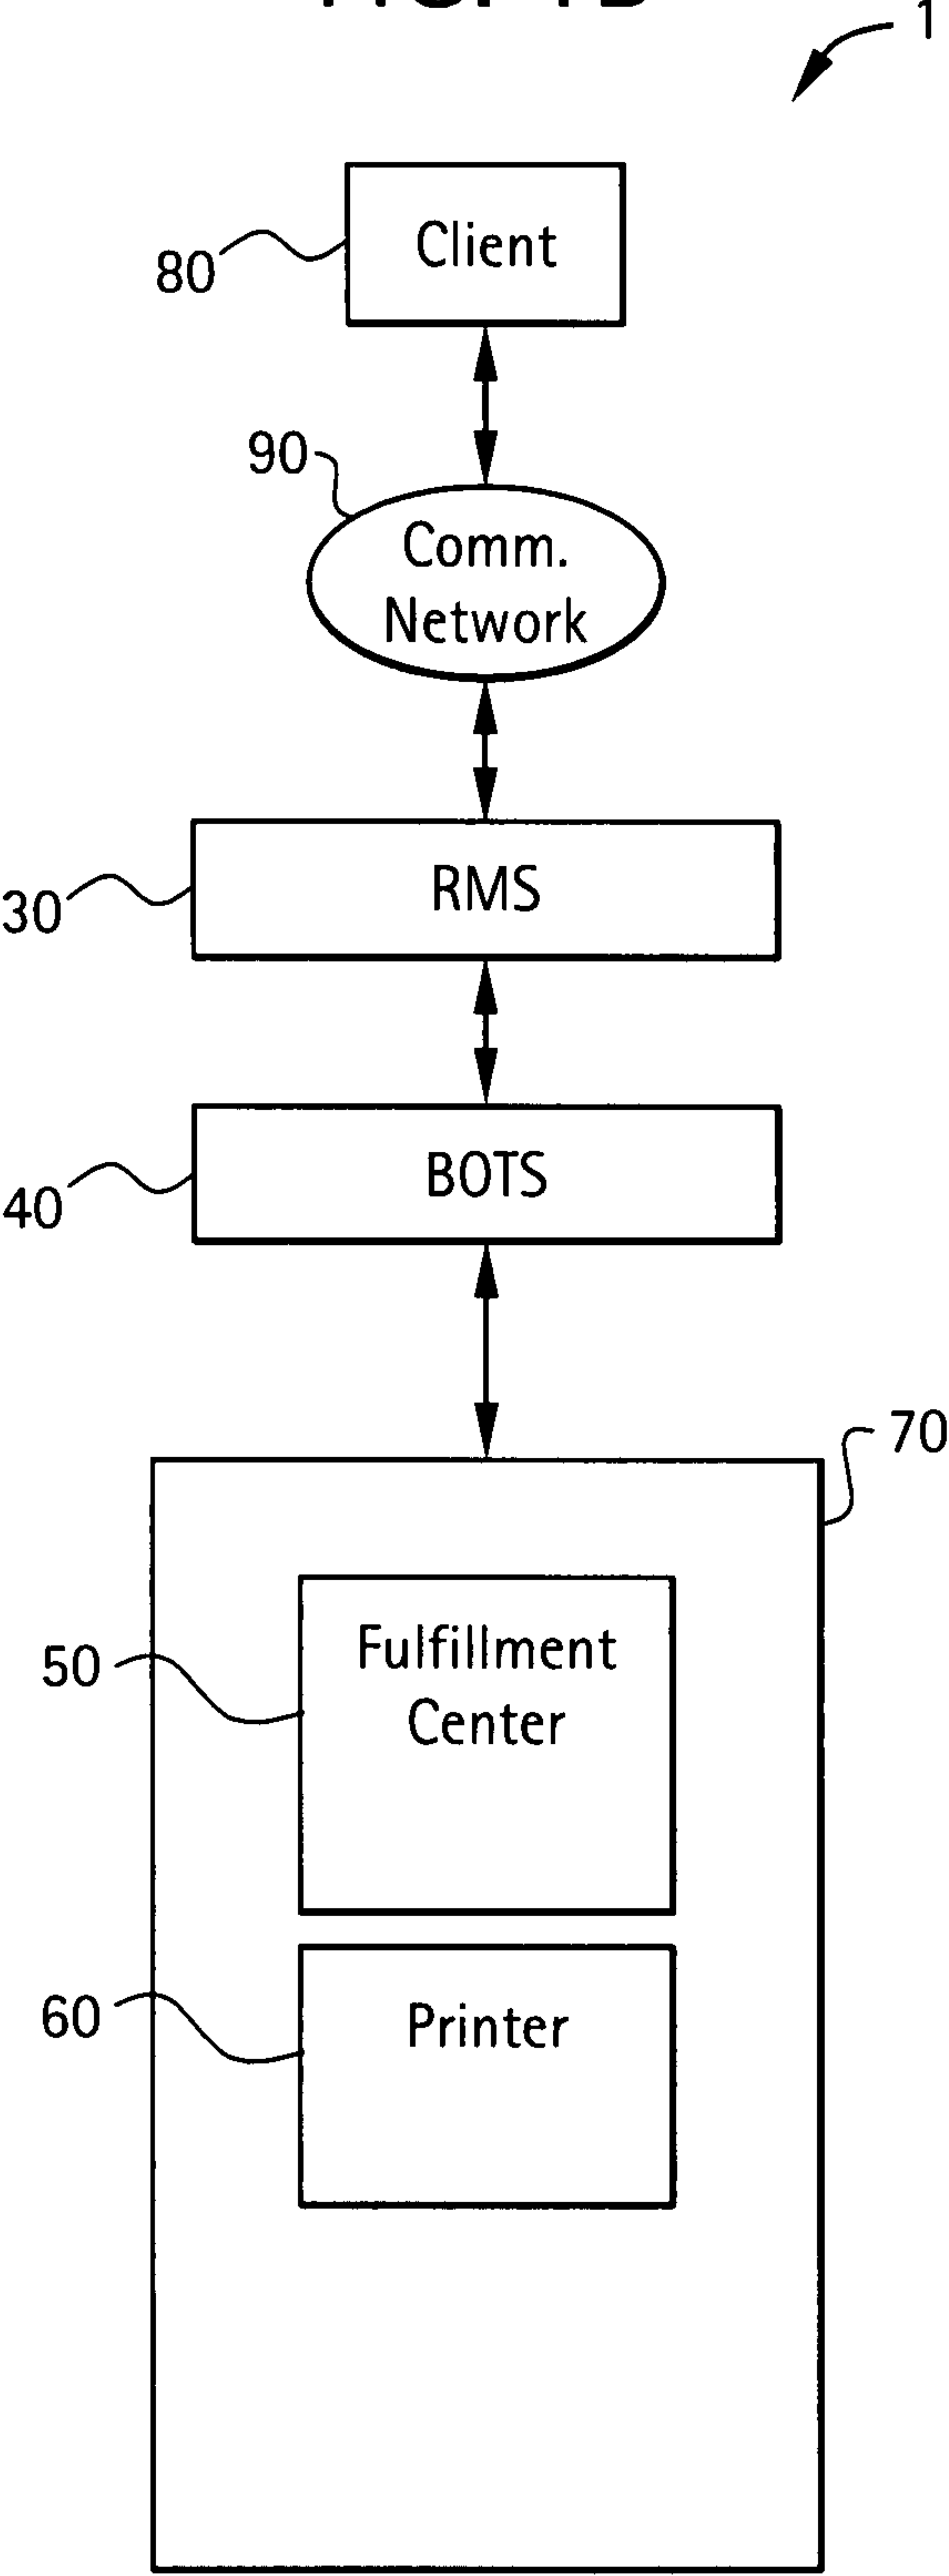 1
Client
80
90
Comm.
Network
RMS
30
BOTS
40
70
Fulfillment
Center
50
Printer
60